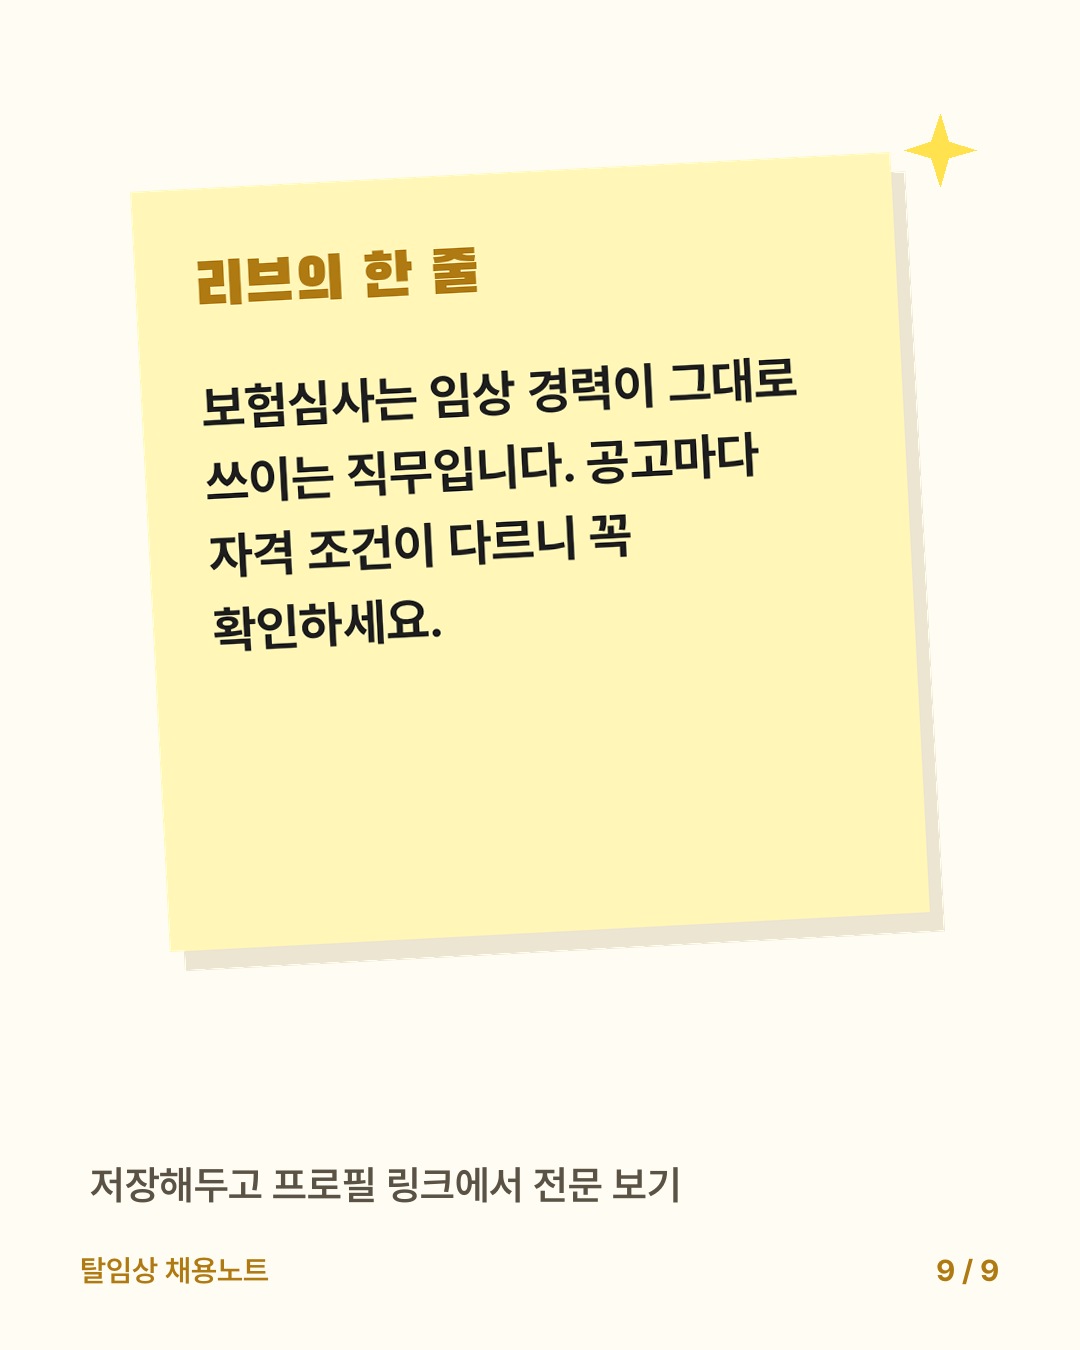 리브의 한 줄
보험심사는 임상 경력이 그대로
쓰이는 직무입니다. 공고마다
자격 조건이 다르니 꼭
확인하세요.
저장해두고 프로필 링크에서 전문 보기
탈임상 채용노트
9 / 9